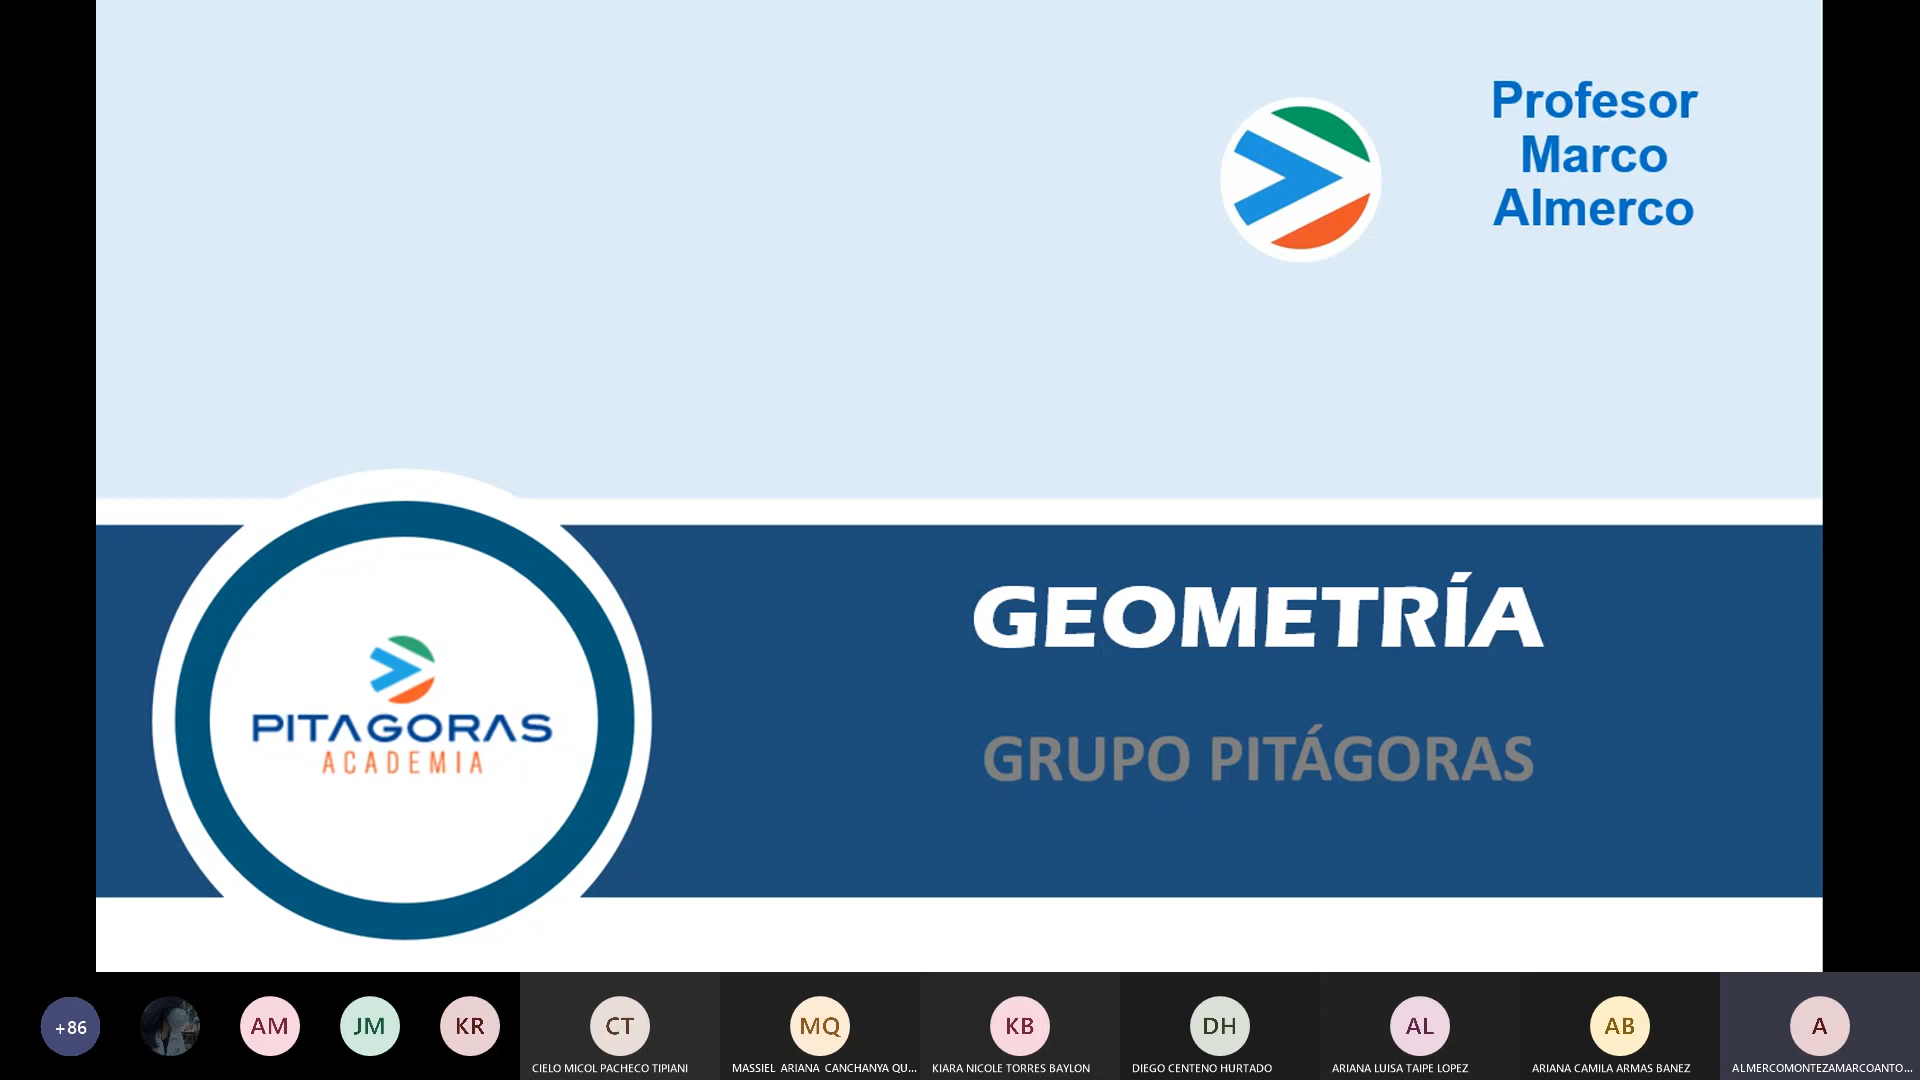 Profesor
Marco
Almerco
GEOMETRÍA
GRUPO PITÁGORAS
PITAGORAS
ACADEMIA
+86
AM
JM
KR
CT
MQ
KB
DH
AL
AB
A
CIELO MICOL PACHECO TIPIANI
MASSIEL ARIANA CANCHANYA QU...
KIARA NICOLE TORRES BAYLON
DIEGO CENTENO HURTADO
ARIANA LUISA TAIPE LOPEZ
ARIANA CAMILA ARMAS BANEZ
ALMERCOMONTEZAMARCOANTO...